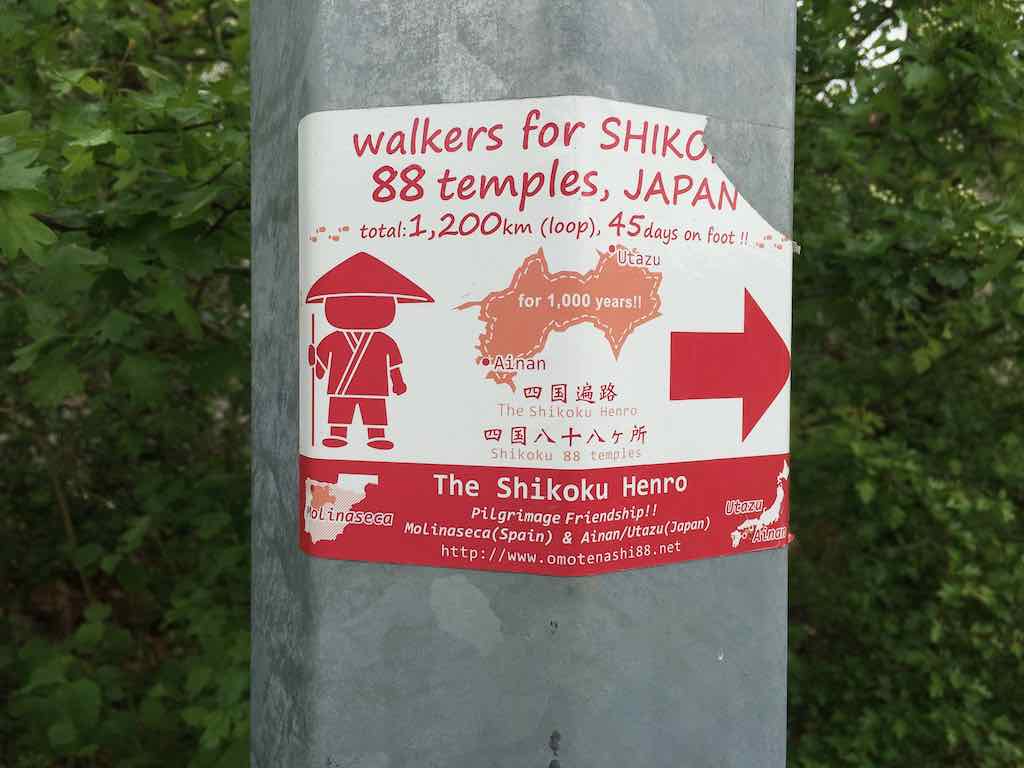 walkers for SHIKO
88 temples, JAPAN
total:1,200km (loop), 45days on foot !!
Utazu
for 1,000 years!!
Ainan
四国遍路
The Shikoku Henro
四国八十八ヶ所
Shikoku 88 temples
The Shikoku Henro
Pilgrimage Friendship!!
Molinaseca
Molinaseca(Spain) & Ainan/Utazu(Japan)
Utazu
Ainan
http://www.omotenashi88.net